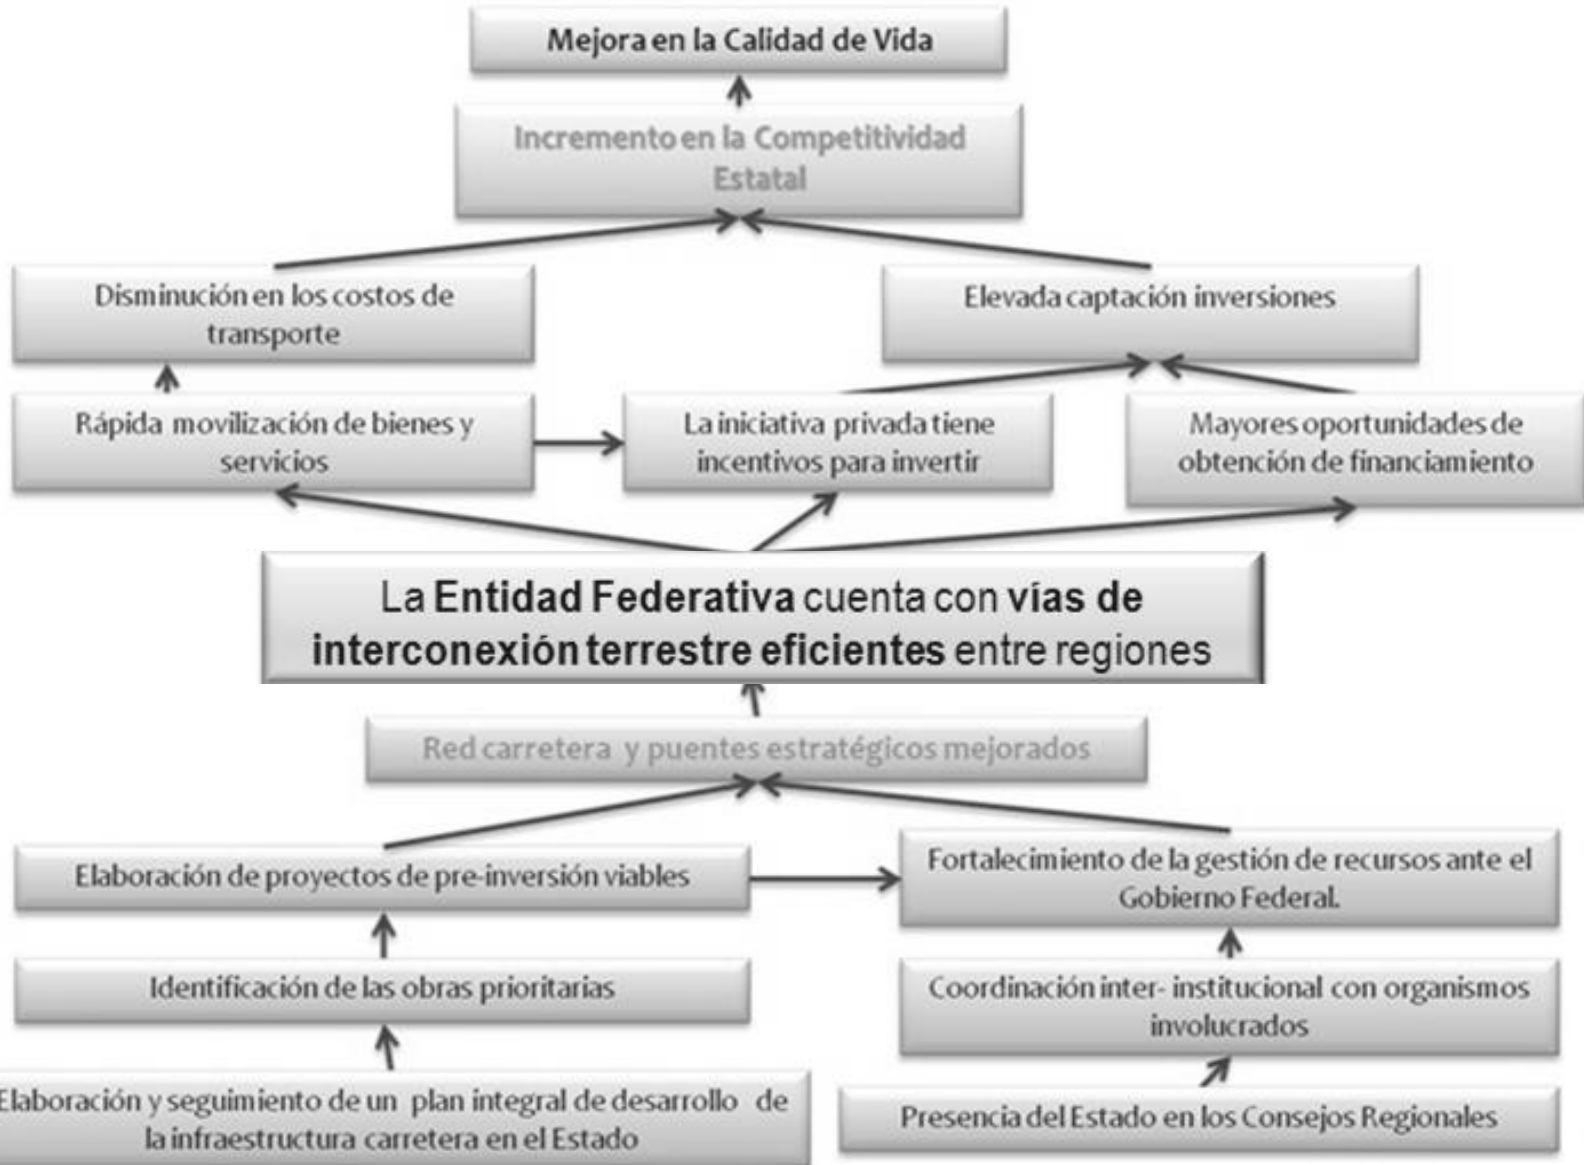 Mejora en la Calidad de Vida
Incremento en la Competitividad
Estatal
Disminución en los costos de
transporte
Elevada captación inversiones
Rápida movilización de bienes y
servicios
La iniciativa privada tiene
incentivos para invertir
Mayores oportunidades de
obtención de financiamiento
La Entidad Federativa cuenta con vías de
interconexión terrestre eficientes entre regiones
Red carretera y puentes estratégicos mejorados
Elaboración de proyectos de pre-inversión viables
Fortalecimiento de la gestión de recursos ante el
Gobierno Federal.
Identificación de las obras prioritarias
Coordinación inter- institucional con organismos
involucrados
Elaboración y seguimiento de un plan integral de desarrollo de
la infraestructura carretera en el Estado
Presencia del Estado en los Consejos Regionales